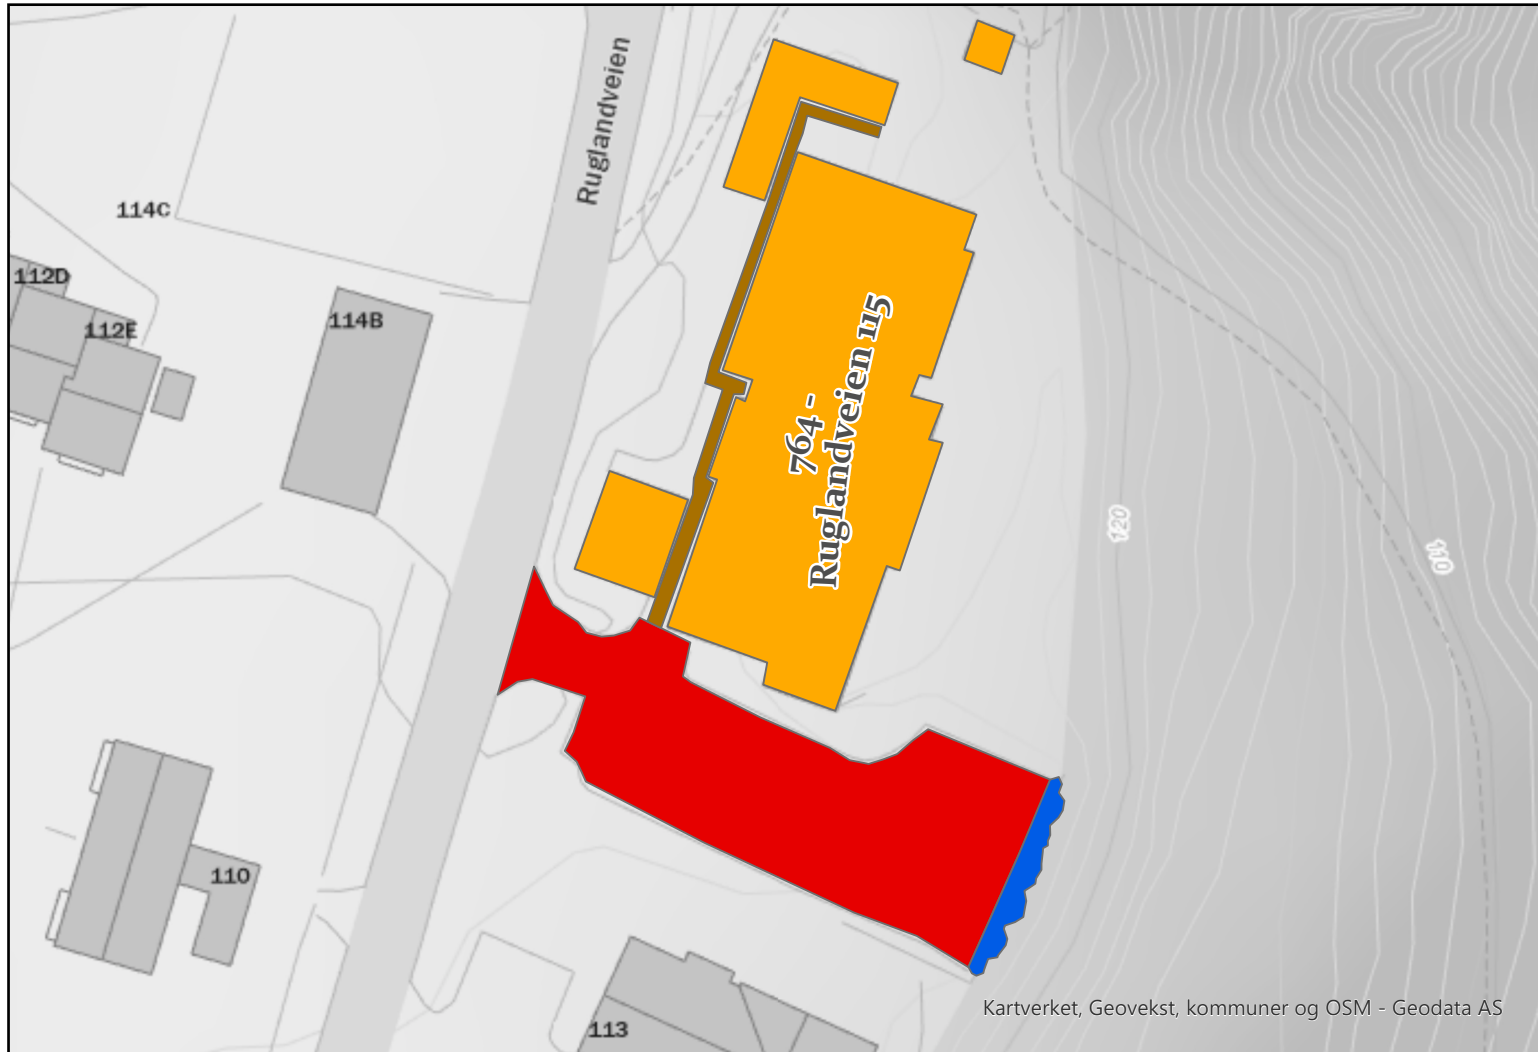 Ruglandveien
114C
112D
112E
114B
764 -
Ruglandveien 115
120
110
110
113
Kartverket, Geovekst, kommuner og OSM - Geodata AS